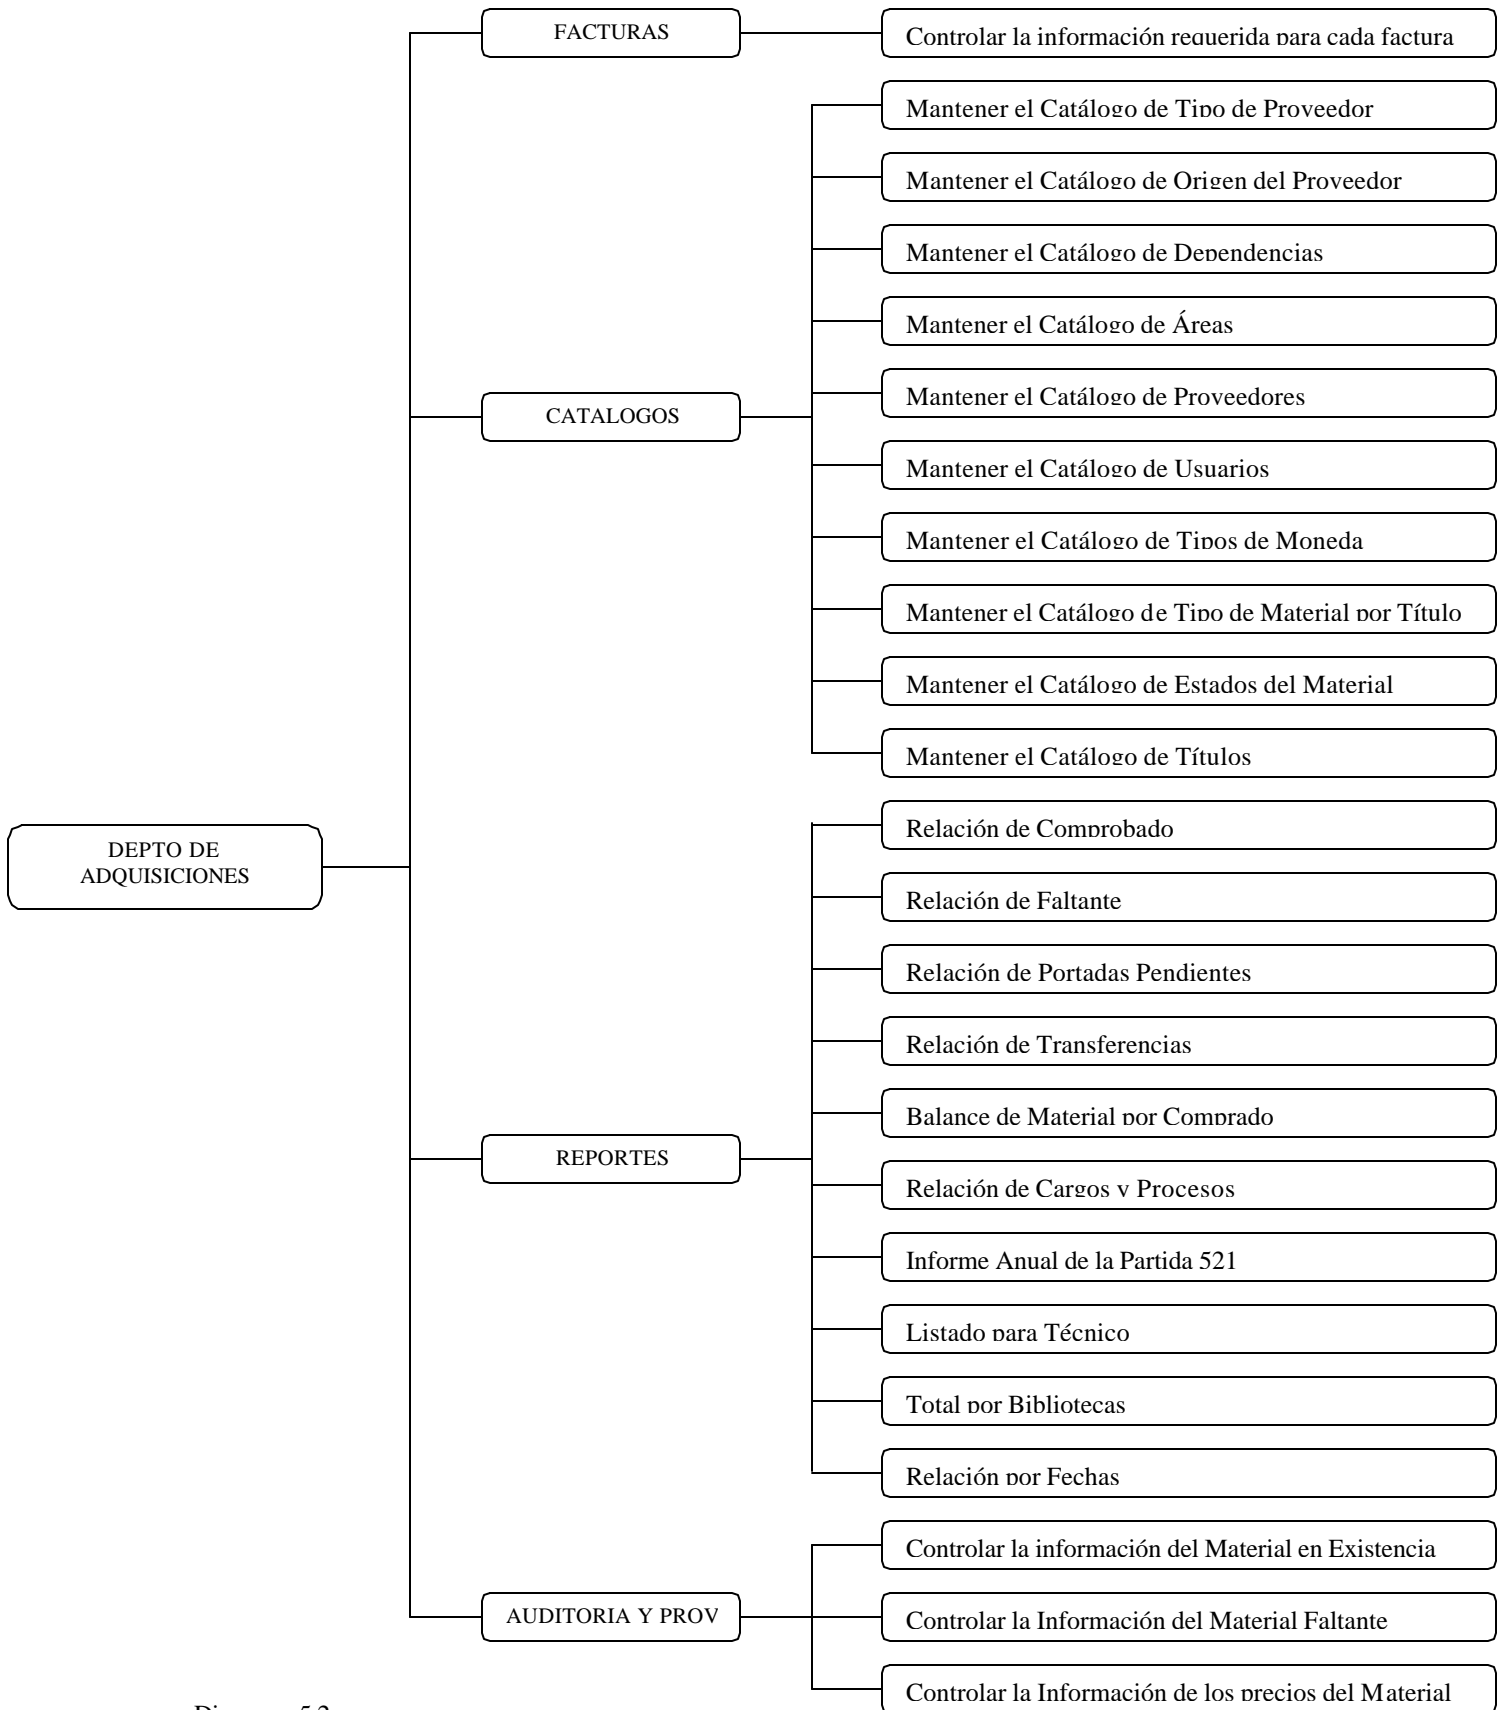 FACTURAS
Controlar la información requerida para cada factura
Mantener el Catálogo de Tipo de Proveedor
Mantener el Catálogo de Origen del Proveedor
Mantener el Catálogo de Dependencias
Mantener el Catálogo de Áreas
Mantener el Catálogo de Proveedores
CATALOGOS
Mantener el Catálogo de Usuarios
Mantener el Catálogo de Tipos de Moneda
Mantener el Catálogo de Tipo de Material por Título
Mantener el Catálogo de Estados del Material
Mantener el Catálogo de Títulos
DEPTO DE
ADQUISICIONES
Relación de Comprobado
Relación de Faltante
Relación de Portadas Pendientes
Relación de Transferencias
Balance de Material por Comprado
REPORTES
Relación de Cargos y Procesos
Informe Anual de la Partida 521
Listado para Técnico
Total por Bibliotecas
Relación por Fechas
Controlar la información del Material en Existencia
AUDITORIA Y PROV
Controlar la Información del Material Faltante
Controlar la Información de los precios del Material